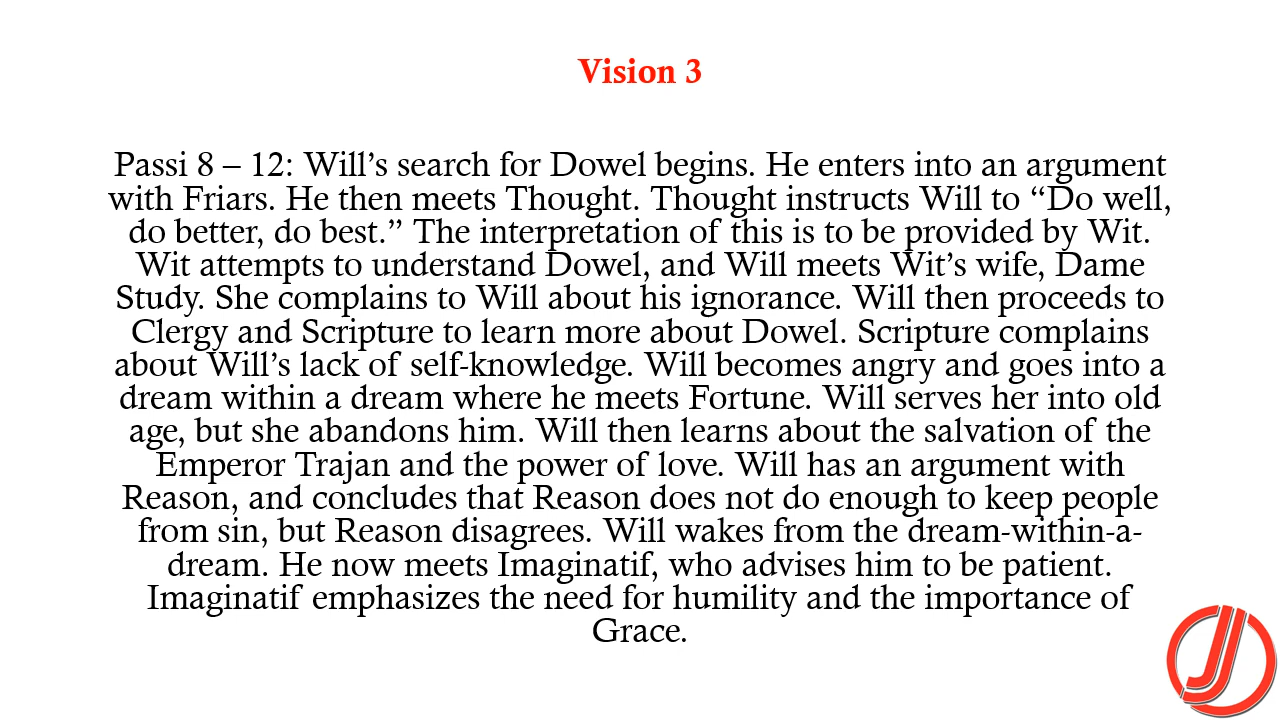 Vision 3
Passi 8 – 12: Will’s search for Dowel begins. He enters into an argument
with Friars. He then meets Thought. Thought instructs Will to “Do well,
do better, do best.” The interpretation of this is to be provided by Wit.
Wit attempts to understand Dowel, and Will meets Wit’s wife, Dame
Study. She complains to Will about his ignorance. Will then proceeds to
Clergy and Scripture to learn more about Dowel. Scripture complains
about Will’s lack of self-knowledge. Will becomes angry and goes into a
dream within a dream where he meets Fortune. Will serves her into old
age, but she abandons him. Will then learns about the salvation of the
Emperor Trajan and the power of love. Will has an argument with
Reason, and concludes that Reason does not do enough to keep people
from sin, but Reason disagrees. Will wakes from the dream-within-a-
dream. He now meets Imaginatif, who advises him to be patient.
Imaginatif emphasizes the need for humility and the importance of
Grace.